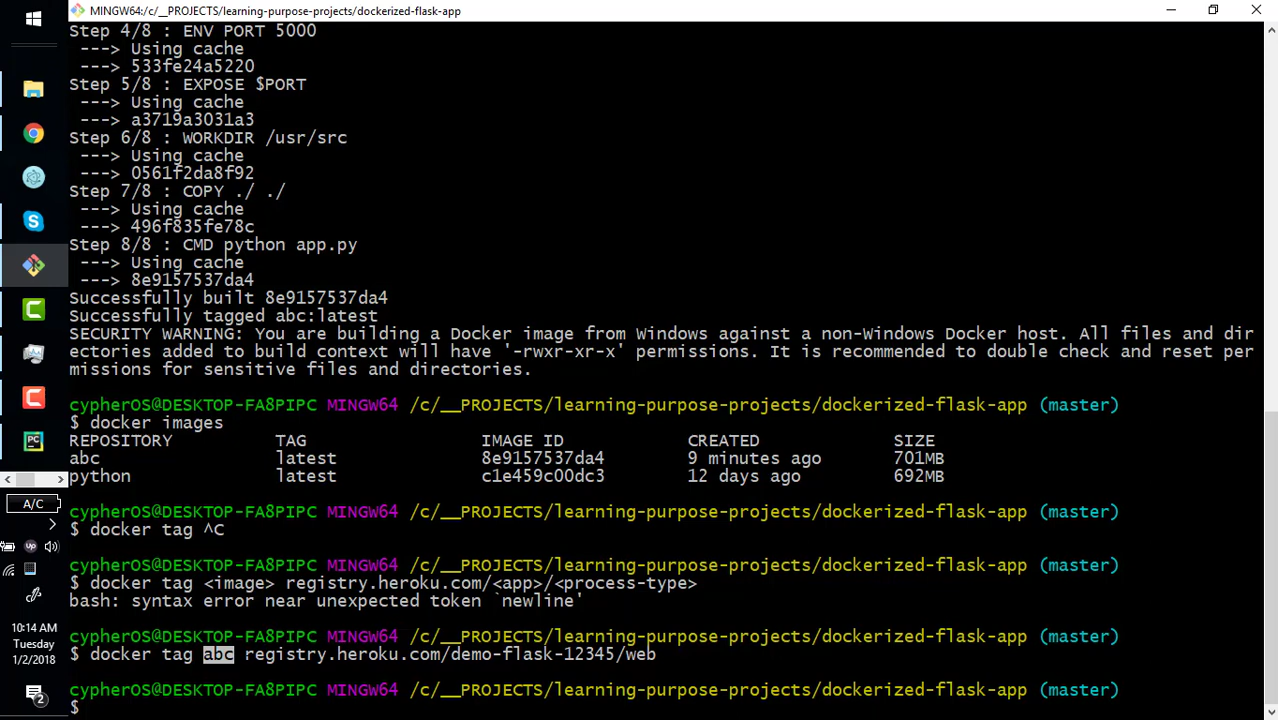 MINGW64:/c/__PROJECTS/learning-purpose-projects/dockerized-flask-app
Step 4/8 : ENV PORT 5000
---> Using cache
---> 533fe24a5220
Step 5/8 : EXPOSE $PORT
---> Using cache
---> a3719a3031a3
Step 6/8 : WORKDIR /usr/src
---> Using cache
---> 0561f2da8f92
Step 7/8 : COPY ./ ./
---> Using cache
---> 496f835fe78c
Step 8/8 : CMD python app.py
---> Using cache
---> 8e9157537da4
Successfully built 8e9157537da4
Successfully tagged abc:latest
SECURITY WARNING: You are building a Docker image from Windows against a non-Windows Docker host. All files and dir
ectories added to build context will have '-rwxr-xr-x' permissions. It is recommended to double check and reset per
missions for sensitive files and directories.
cypherOS@DESKTOP-FA8PIPC MINGW64 /c/__PROJECTS/learning-purpose-projects/dockerized-flask-app (master)
$ docker images
REPOSITORY TAG IMAGE ID CREATED SIZE
abc latest 8e9157537da4 9 minutes ago 701MB
python latest c1e459c00dc3 12 days ago 692MB
cypherOS@DESKTOP-FA8PIPC MINGW64 /c/__PROJECTS/learning-purpose-projects/dockerized-flask-app (master)
$ docker tag ^C
cypherOS@DESKTOP-FA8PIPC MINGW64 /c/__PROJECTS/learning-purpose-projects/dockerized-flask-app (master)
$ docker tag <image> registry.heroku.com/<app>/<process-type>
bash: syntax error near unexpected token `newline'
cypherOS@DESKTOP-FA8PIPC MINGW64 /c/__PROJECTS/learning-purpose-projects/dockerized-flask-app (master)
$ docker tag abc registry.heroku.com/demo-flask-12345/web
cypherOS@DESKTOP-FA8PIPC MINGW64 /c/__PROJECTS/learning-purpose-projects/dockerized-flask-app (master)
$
A/C
up
10:14 AM
Tuesday
1/2/2018
2
S
C
PC